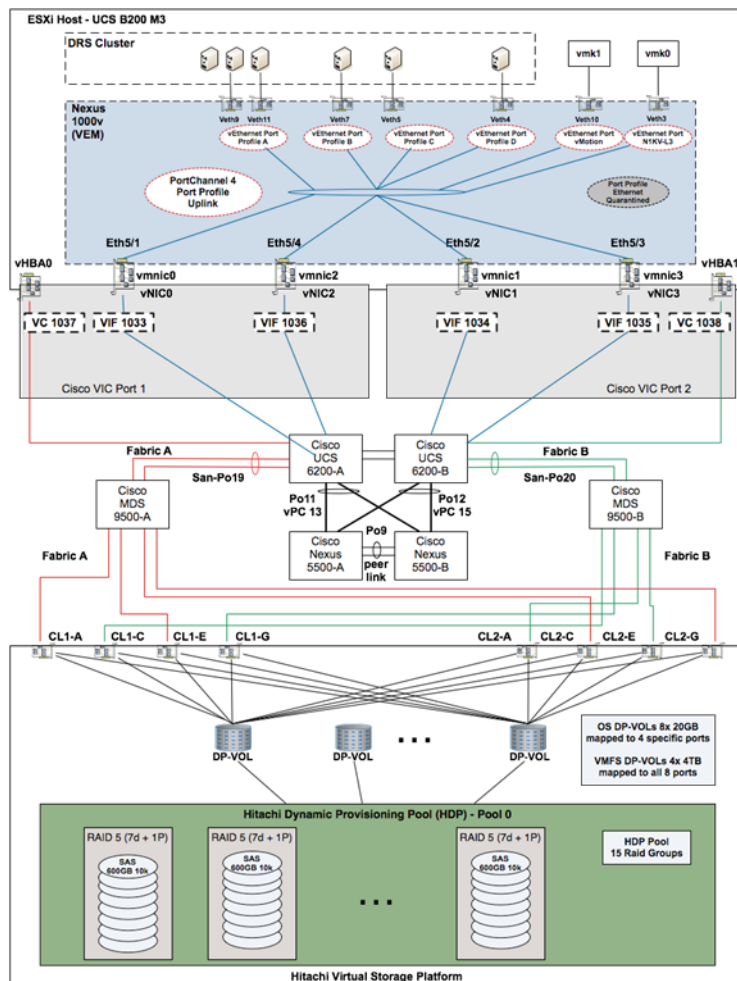 ESXi Host - UCS B200 M3
DRS Cluster
vmk1
vmk0
Nexus
1000v
(VEM)
Veth9
Veth11
Veth7
Veth5
Veth4
Veth10
Veth3
vEthernet Port
Profile A
vEthernet Port
Profile B
vEthernet Port
Profile C
vEthernet Port
Profile D
vEthernet Port
vMotion
vEthernet Port
N1KV-L3
PortChannel 4
Port Profile
Uplink
Port Profile
Ethernet
Quarantined
Eth5/1
Eth5/4
Eth5/2
Eth5/3
vHBA0
vmnic0
vmnic2
vmnic1
vmnic3
vHBA1
vNIC0
vNIC2
vNIC1
vNIC3
VC 1037
VIF 1033
VIF 1036
VIF 1034
VIF 1035
VC 1038
Cisco VIC Port 1
Cisco VIC Port 2
Cisco
UCS
6200-A
Cisco
UCS
6200-B
Fabric A
Fabric B
San-Po19
San-Po20
Cisco
MDS
9500-A
Po11
vPC 13
Po12
vPC 15
Cisco
MDS
9500-B
Po9
Cisco
Nexus
5500-A
peer
link
Cisco
Nexus
5500-B
Fabric A
Fabric B
CL1-A
CL1-C
CL1-E
CL1-G
CL2-A
CL2-C
CL2-E
CL2-G
DP-VOL
DP-VOL
DP-VOL
OS DP-VOLs 8x 20GB
mapped to 4 specific ports
VMFS DP-VOLs 4x 4TB
mapped to all 8 ports
Hitachi Dynamic Provisioning Pool (HDP) - Pool 0
RAID 5 (7d + 1P)
RAID 5 (7d + 1P)
RAID 5 (7d + 1P)
SAS
600GB 10k
SAS
600GB 10k
SAS
600GB 10k
HDP Pool
15 Raid Groups
Hitachi Virtual Storage Platform